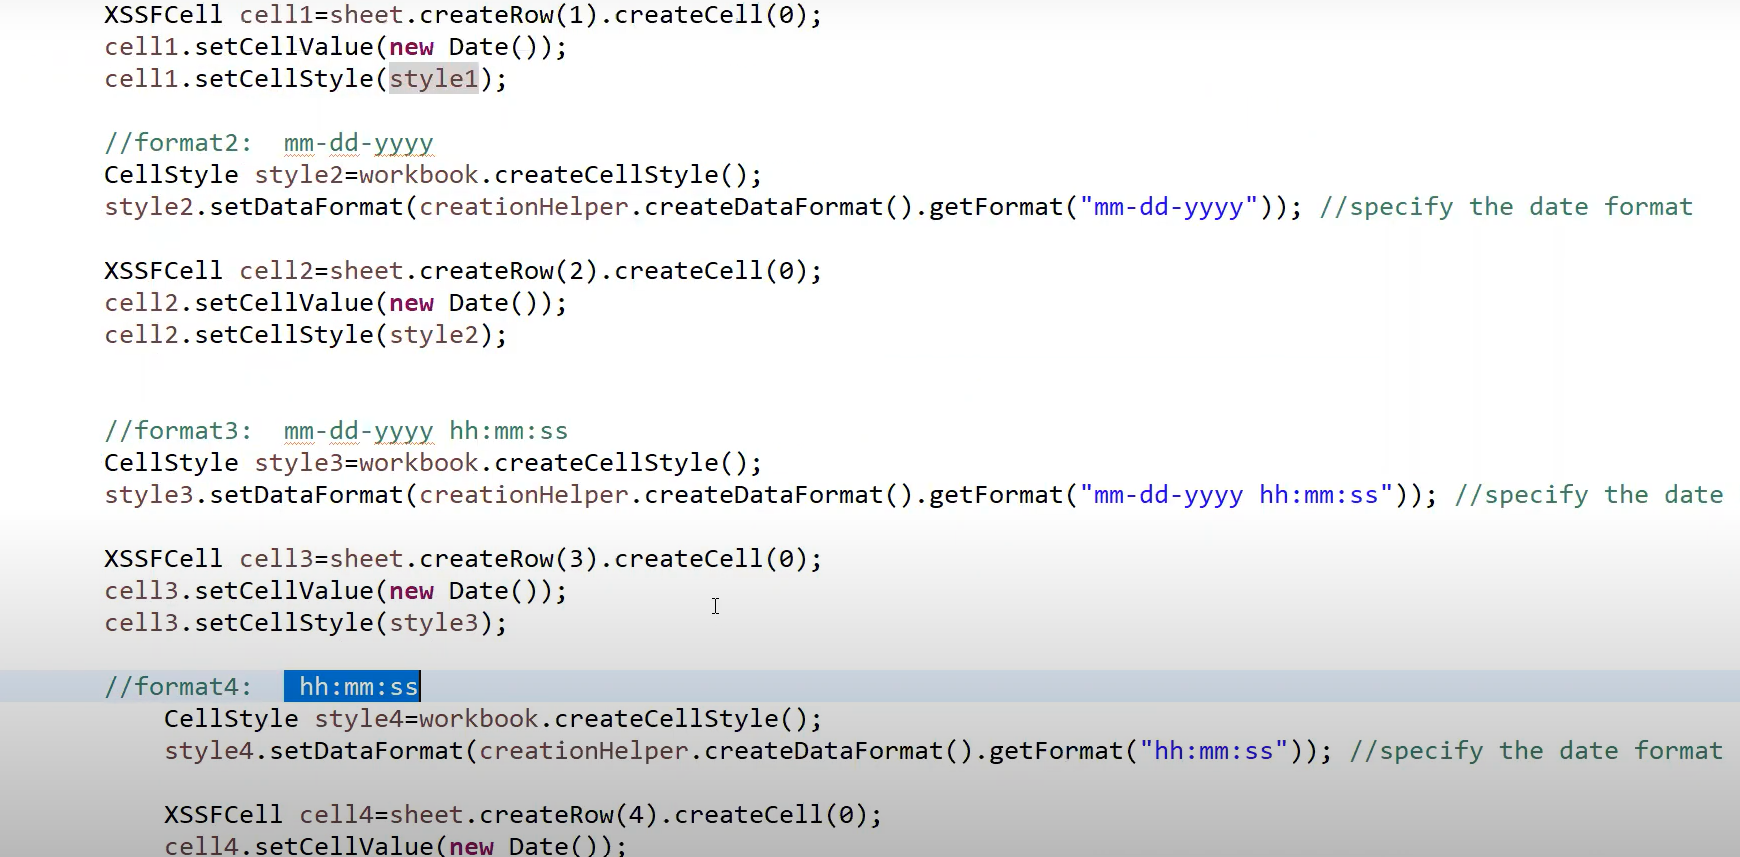 XSSFCell cell1=sheet.createRow(1).createCell(0);
cell1.setCellValue(new Date());
cell1.setCellStyle(style1);
//format2:  mm-dd-yyyy
CellStyle style2=workbook.createCellStyle();
style2.setDataFormat(creationHelper.createDataFormat().getFormat("mm-dd-yyyy")); //specify the date format
XSSFCell cell2=sheet.createRow(2).createCell(0);
cell2.setCellValue(new Date());
cell2.setCellStyle(style2);
//format3:  mm-dd-yyyy hh:mm:ss
CellStyle style3=workbook.createCellStyle();
style3.setDataFormat(creationHelper.createDataFormat().getFormat("mm-dd-yyyy hh:mm:ss")); //specify the date
XSSFCell cell3=sheet.createRow(3).createCell(0);
cell3.setCellValue(new Date());
cell3.setCellStyle(style3);
//format4:   hh:mm:ss
CellStyle style4=workbook.createCellStyle();
style4.setDataFormat(creationHelper.createDataFormat().getFormat("hh:mm:ss")); //specify the date format
XSSFCell cell4=sheet.createRow(4).createCell(0);
cell4.setCellValue(new Date());